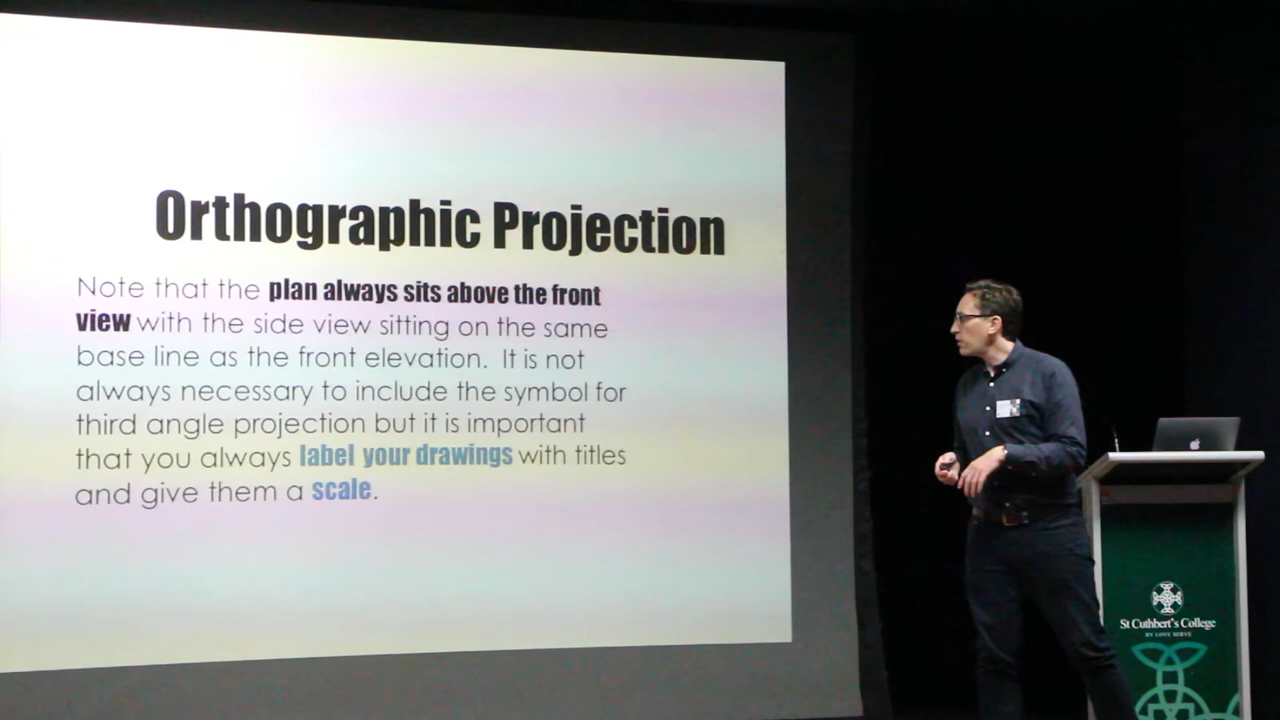 Orthographic Projection
Note that the plan always sits above the front
view with the side view sitting on the same
base line as the front elevation. It is not
always necessary to include the symbol for
third angle projection but it is important
that you always label your drawings with titles
and give them a scale.
St Cuthbert's College
BY LOVE SERVE